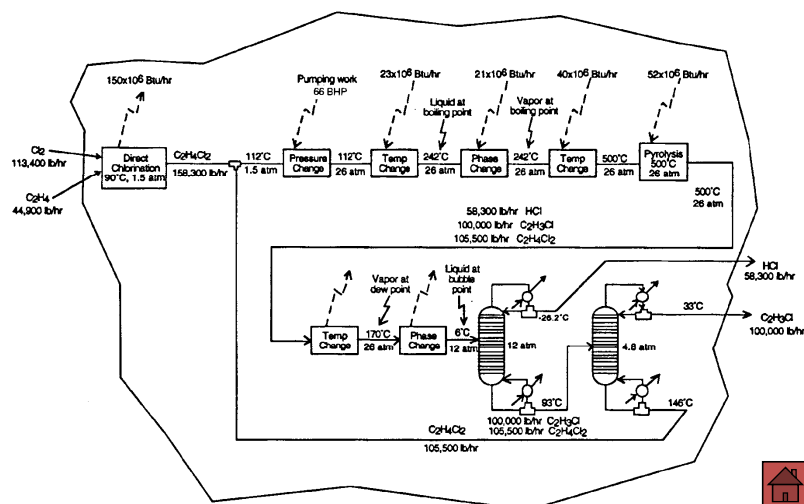 150x10⁶ Btu/hr
Pumping work
66 BHP
23x10⁶ Btu/hr
21x10⁶ Btu/hr
40x10⁶ Btu/hr
52x10⁶ Btu/hr
Liquid at
boiling point
Vapor at
boiling point
Cl2
113,400 lb/hr
C2H4
44,900 lb/hr
Direct
Chlorination
90°C, 1.5 atm
C2H4Cl2
158,300 lb/hr
112°C
1.5 atm
Pressure
Change
112°C
26 atm
Temp
Change
242°C
26 atm
Phase
Change
242°C
26 atm
Temp
Change
500°C
26 atm
Pyrolysis
500°C
26 atm
500°C
26 atm
58,300 lb/hr HCl
100,000 lb/hr C2H3Cl
105,500 lb/hr C2H4Cl2
HCl
58,300 lb/hr
Vapor at
dew point
Liquid at
bubble
point
Temp
Change
170°C
26 atm
Phase
Change
6°C
12 atm
-26.2°C
12 atm
33°C
4.8 atm
C2H3Cl
100,000 lb/hr
93°C
146°C
100,000 lb/hr C2H3Cl
105,500 lb/hr C2H4Cl2
C2H4Cl2
105,500 lb/hr